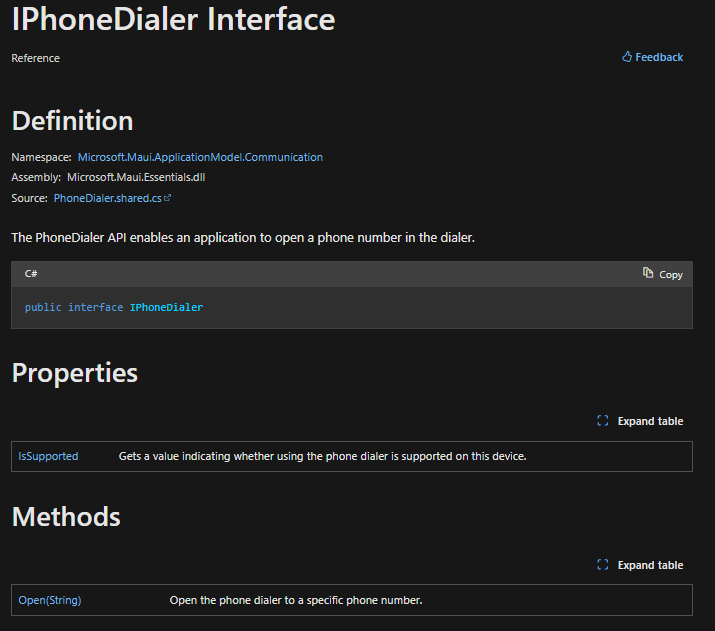 IPhoneDialer Interface
Reference
Feedback
Definition
Namespace: Microsoft.Maui.ApplicationModel.Communication
Assembly: Microsoft.Maui.Essentials.dll
Source: PhoneDialer.shared.cs
The PhoneDialer API enables an application to open a phone number in the dialer.
C#
Copy
public interface IPhoneDialer
Properties
Expand table
IsSupported Gets a value indicating whether using the phone dialer is supported on this device.
Methods
Expand table
Open(String) Open the phone dialer to a specific phone number.